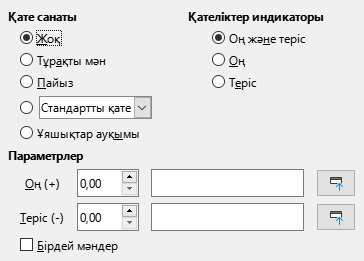 Қате санаты
Жоқ
Тұрақты мән
Пайыз
Стандартты қате
Ұяшықтар ауқымы
Қателіктер индикаторы
Оң және теріс
Оң
Теріс
Параметрлер
Оң (+) 0,00
Теріс (-) 0,00
Бірдей мәндер